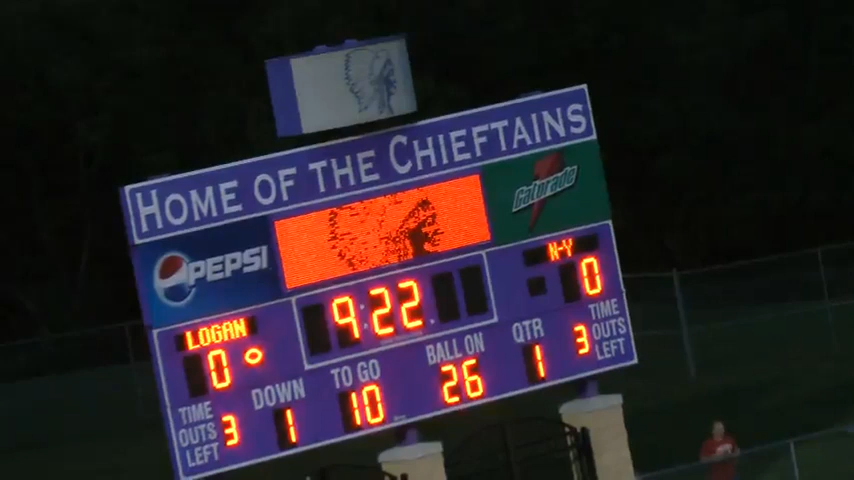 HOME OF THE CHIEFTAINS
PEPSI
Gatorade
LOGAN
9:22
N-Y
0
0
DOWN
TO GO
BALL ON
QTR
TIME OUTS LEFT
3
1
10
26
1
3
TIME OUTS LEFT